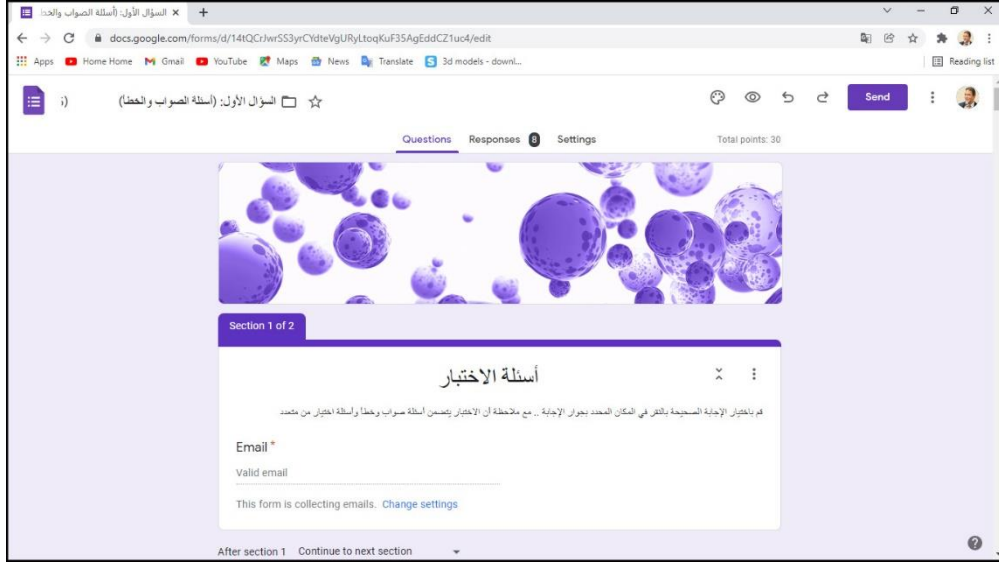 السؤال الأول: (أسئلة الصواب والخطأ
docs.google.com/forms/d/14tQCrJwrSS3yrCYdteVgURyLtoqKuF35AgEddCZ1uc4/edit
Apps Home Home Gmail YouTube Maps News Translate 3d models - downl... Reading list
السؤال الأول: (أسئلة الصواب والخطأ) (أ
Send
Questions Responses 8 Settings Total points: 30
Section 1 of 2
أسئلة الاختبار
قم باختيار الإجابة الصحيحة بالنقر في المكان المحدد بجوار الإجابة .. مع ملاحظة أن الاختبار يتضمن أسئلة صواب وخطأ وأسئلة اختيار من متعدد
Email *
Valid email
This form is collecting emails. Change settings
After section 1 Continue to next section